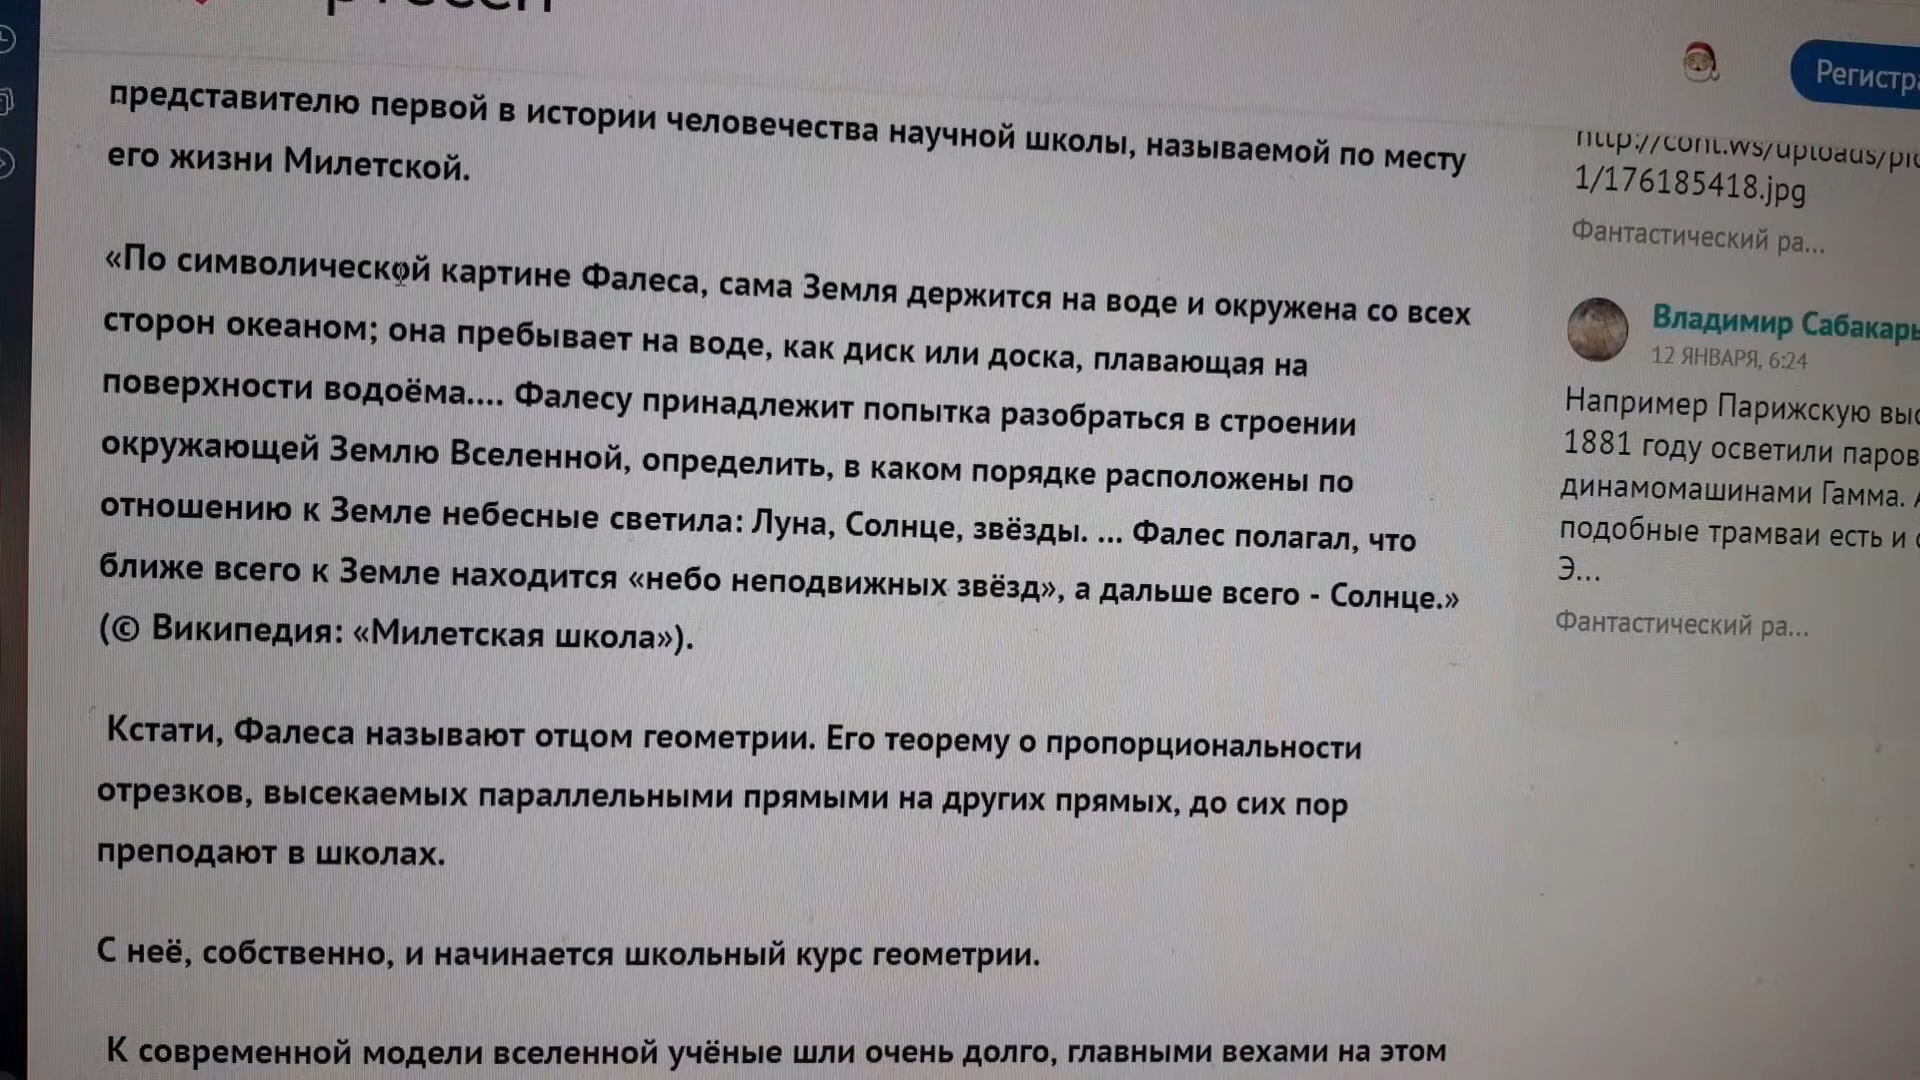 представителю первой в истории человечества научной школы, называемой по месту
его жизни Милетской.
«По символической картине Фалеса, сама Земля держится на воде и окружена со всех
сторон океаном; она пребывает на воде, как диск или доска, плавающая на
поверхности водоёма.... Фалесу принадлежит попытка разобраться в строении
окружающей Землю Вселенной, определить, в каком порядке расположены по
отношению к Земле небесные светила: Луна, Солнце, звёзды. ... Фалес полагал, что
ближе всего к Земле находится «небо неподвижных звёзд», а дальше всего - Солнце.»
(© Википедия: «Милетская школа»).
Кстати, Фалеса называют отцом геометрии. Его теорему о пропорциональности
отрезков, высекаемых параллельными прямыми на других прямых, до сих пор
преподают в школах.
С неё, собственно, и начинается школьный курс геометрии.
К современной модели вселенной учёные шли очень долго, главными вехами на этом
Регистра
1/176185418.jpg
Фантастический ра...
Владимир Сабакарь
12 ЯНВАРЯ, 6:24
Например Парижскую выс
1881 году осветили паров
динамомашинами Гамма.
подобные трамваи есть и
Э...
Фантастический ра...